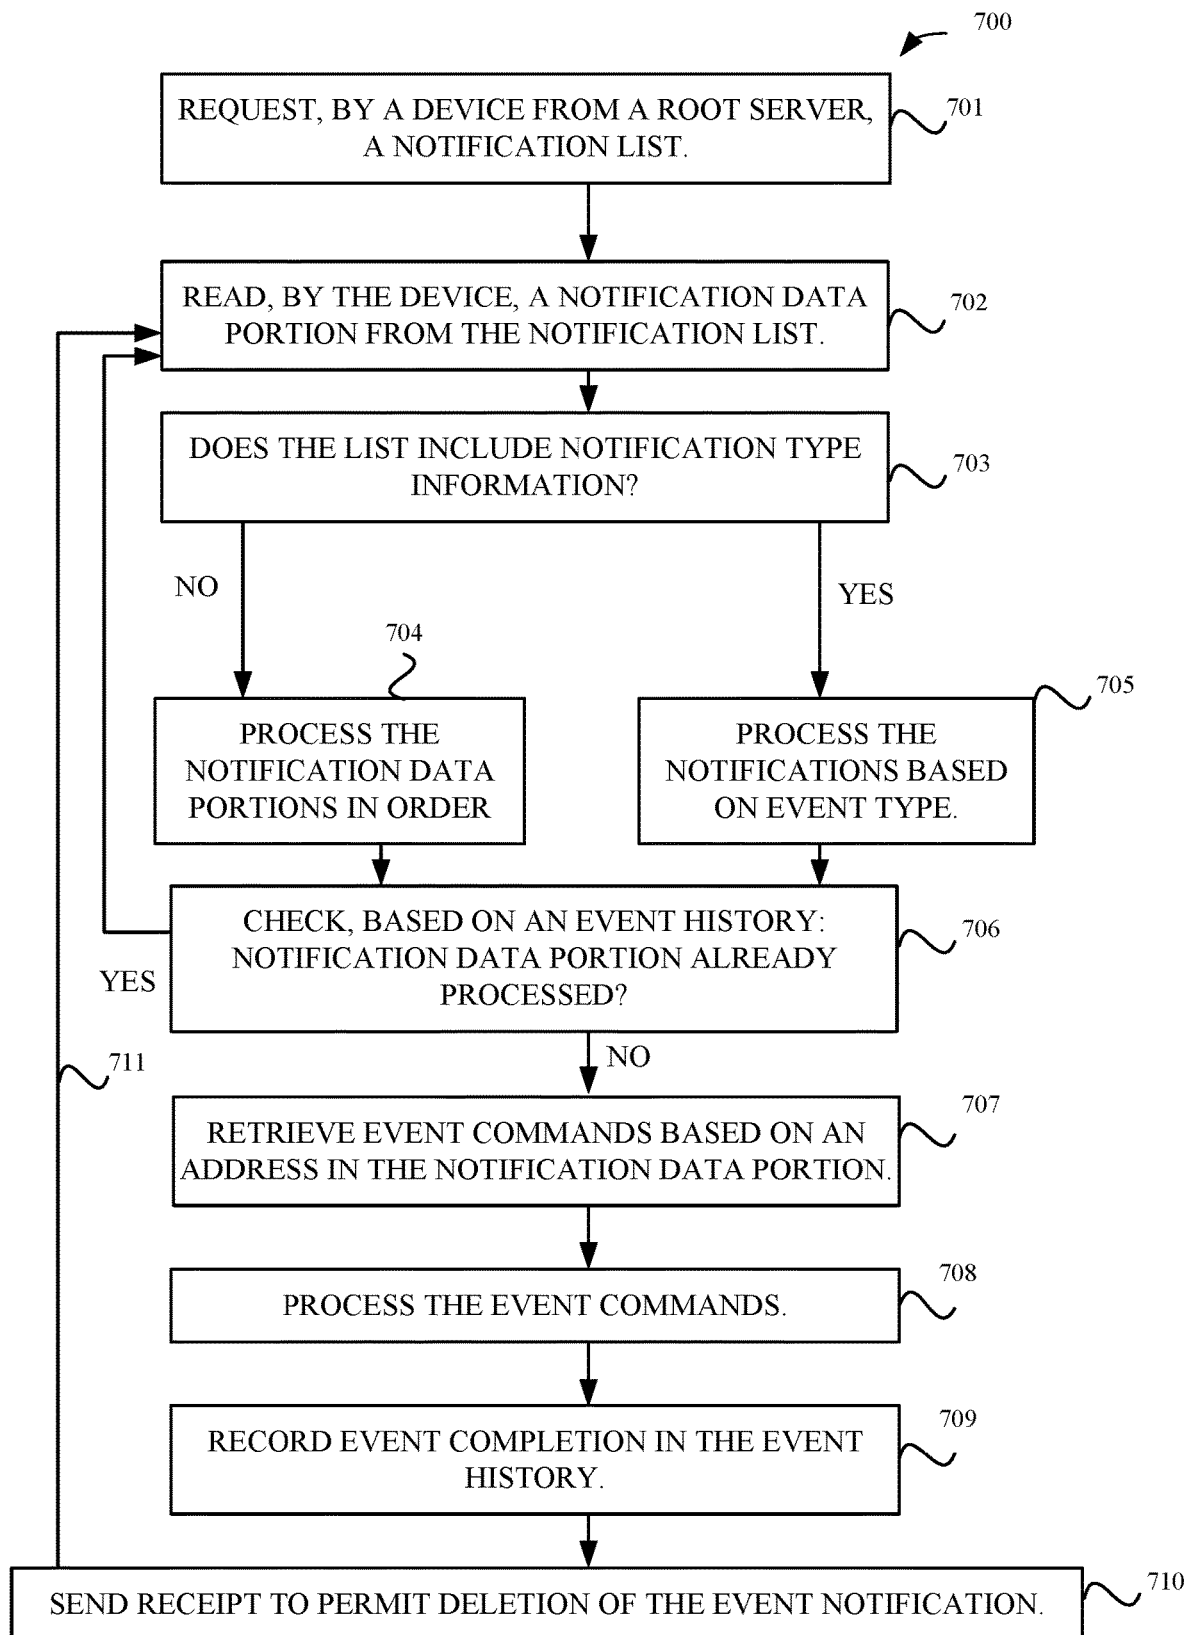 700
REQUEST, BY A DEVICE FROM A ROOT SERVER,
A NOTIFICATION LIST.
701
READ, BY THE DEVICE, A NOTIFICATION DATA
PORTION FROM THE NOTIFICATION LIST.
702
DOES THE LIST INCLUDE NOTIFICATION TYPE
INFORMATION?
703
NO
YES
704
PROCESS THE
NOTIFICATION DATA
PORTIONS IN ORDER
705
PROCESS THE
NOTIFICATIONS BASED
ON EVENT TYPE.
CHECK, BASED ON AN EVENT HISTORY:
NOTIFICATION DATA PORTION ALREADY
PROCESSED?
706
YES
NO
711
RETRIEVE EVENT COMMANDS BASED ON AN
ADDRESS IN THE NOTIFICATION DATA PORTION.
707
PROCESS THE EVENT COMMANDS.
708
RECORD EVENT COMPLETION IN THE EVENT
HISTORY.
709
SEND RECEIPT TO PERMIT DELETION OF THE EVENT NOTIFICATION.
710